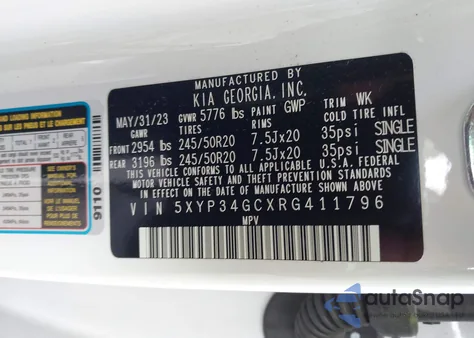 MANUFACTURED BY
KIA GEORGIA, INC.
MAY/31/23 GVWR 5776 lbs PAINT GWP TRIM WK
GAWR TIRES RIMS COLD TIRE INFL
FRONT 2954 lbs 245/50R20 7.5Jx20 35psi SINGLE
REAR 3196 lbs 245/50R20 7.5Jx20 35psi SINGLE
THIS VEHICLE CONFORMS TO ALL APPLICABLE U.S.A. FEDERAL
MOTOR VEHICLE SAFETY AND THEFT PREVENTION STANDARDS
IN EFFECT ON THE DATE OF MANUFACTURE SHOWN ABOVE
VIN 5XYP34GCXRG411796
MPV
AND LOADING INFORMATION
9110
autoSnap